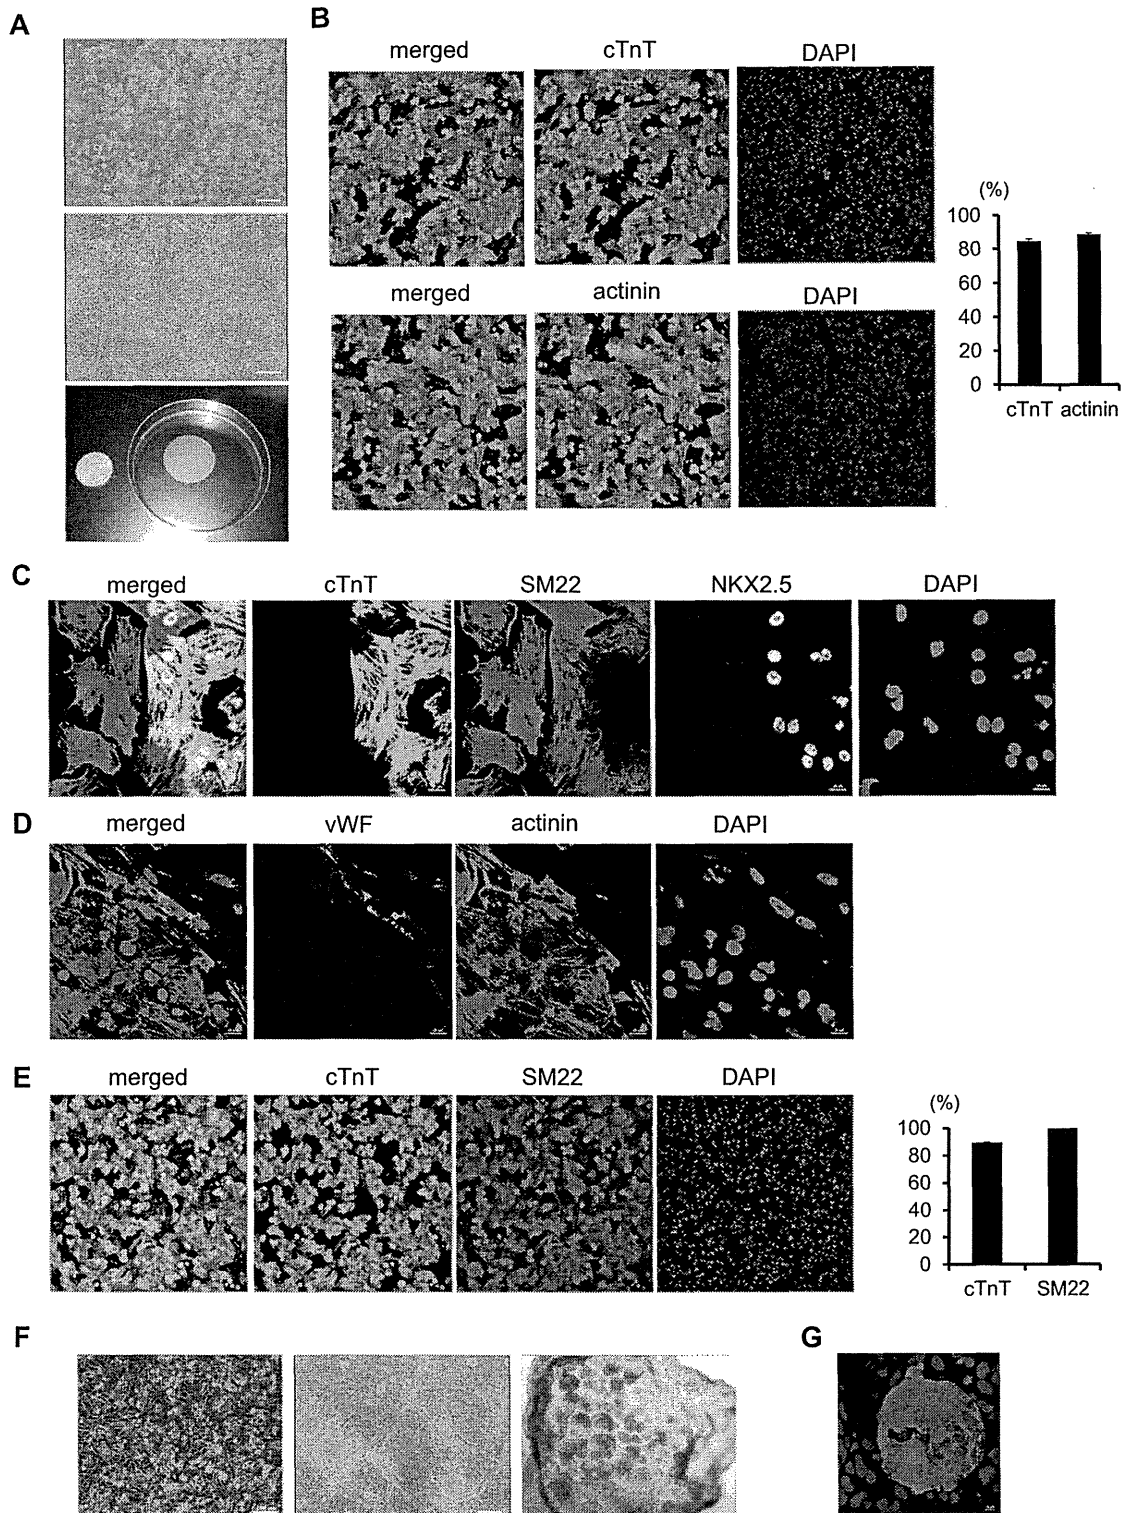 A
B
merged cTnT DAPI
(%)
100
80
60
40
20
0
cTnT actinin
merged actinin DAPI
C
merged cTnT SM22 NKX2.5 DAPI
D
merged vWF actinin DAPI
E
merged cTnT SM22 DAPI
(%)
100
80
60
40
20
0
cTnT SM22
F
G